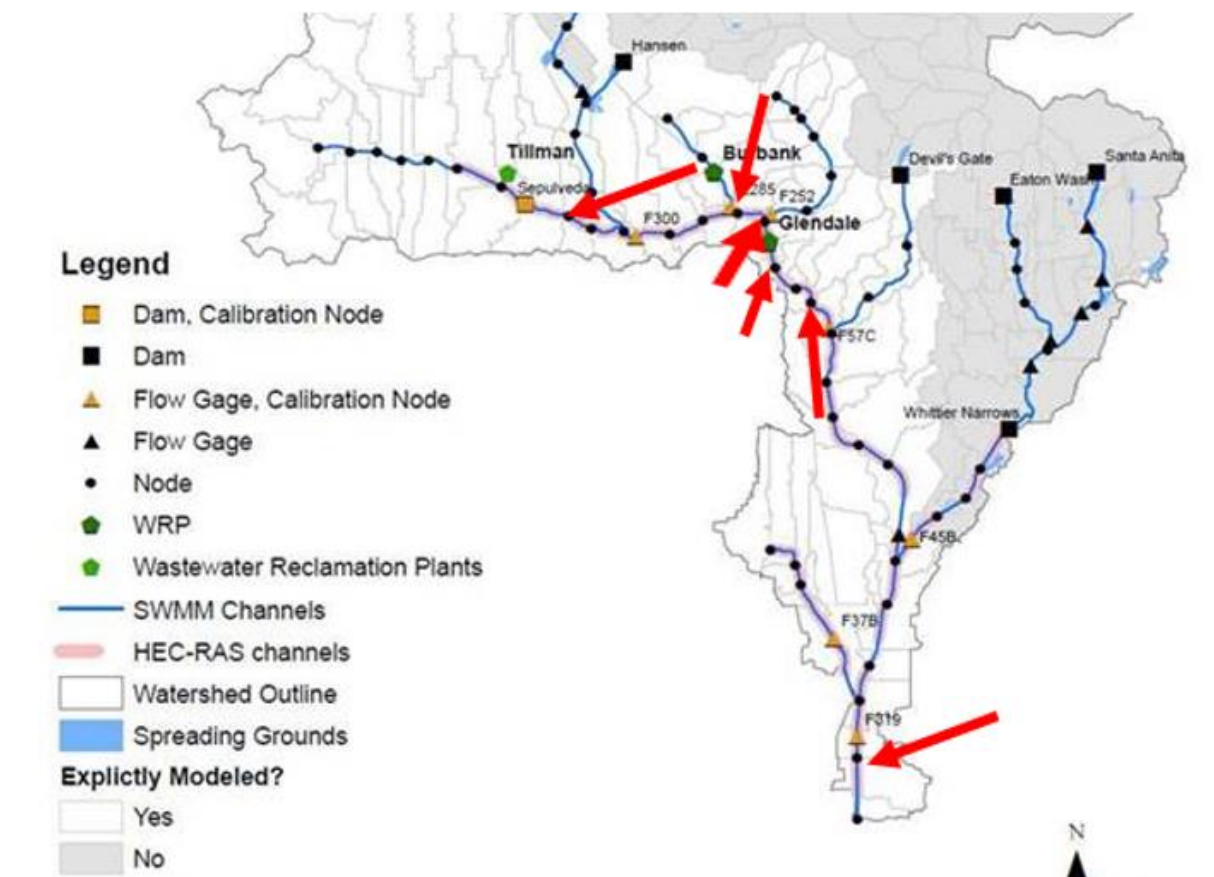 Hansen
Tillman
Burbank
Devil's Gate
Santa Anita
Sepulveda
Eaton Wash
F252
F300
Glendale
F57C
Whittier Narrows
F45B
F37B
F319
Legend
Dam, Calibration Node
Dam
Flow Gage, Calibration Node
Flow Gage
Node
WRP
Wastewater Reclamation Plants
SWMM Channels
HEC-RAS channels
Watershed Outline
Spreading Grounds
Explictly Modeled?
Yes
No
N